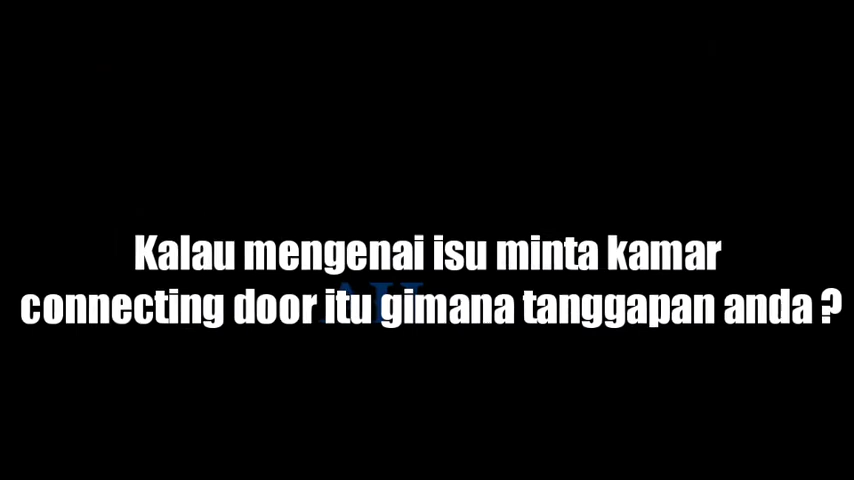 Kalau mengenai isu minta kamar
connecting door itu gimana tanggapan anda ?